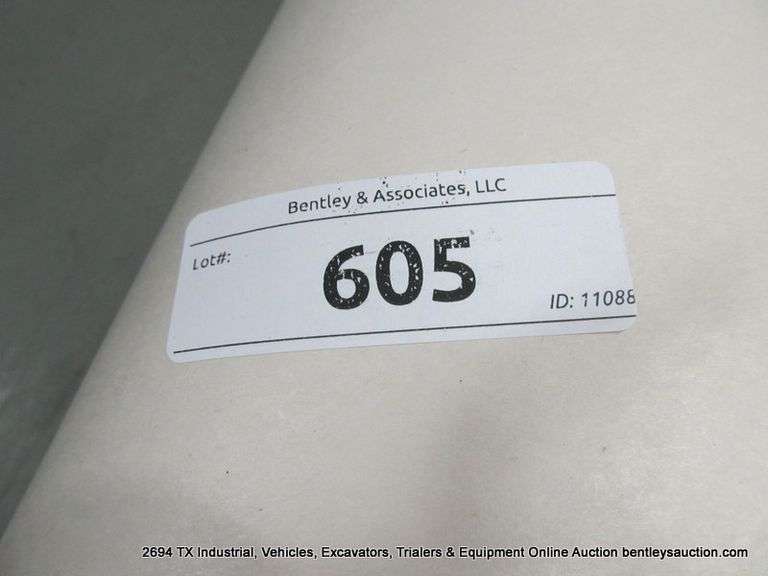 Bentley & Associates, LLC
Lot#:
605
ID: 11088
2694 TX Industrial, Vehicles, Excavators, Trialers & Equipment Online Auction bentleysauction.com